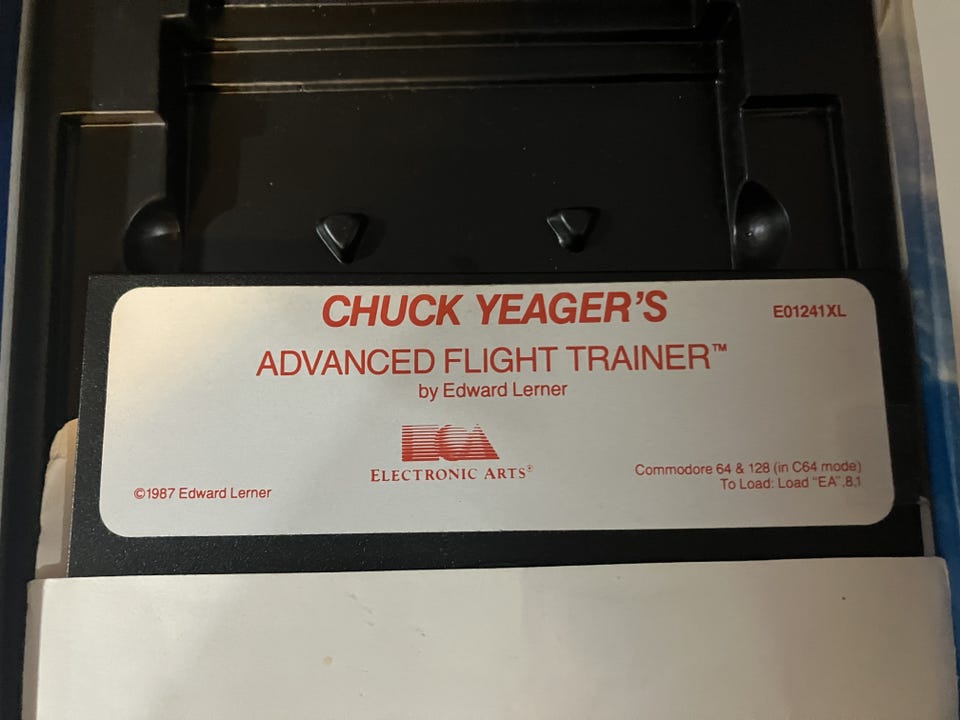 CHUCK YEAGER'S
E01241XL
ADVANCED FLIGHT TRAINER™
by Edward Lerner
ELECTRONIC ARTS®
©1987 Edward Lerner
Commodore 64 & 128 (in C64 mode)
To Load: Load "EA",8,1